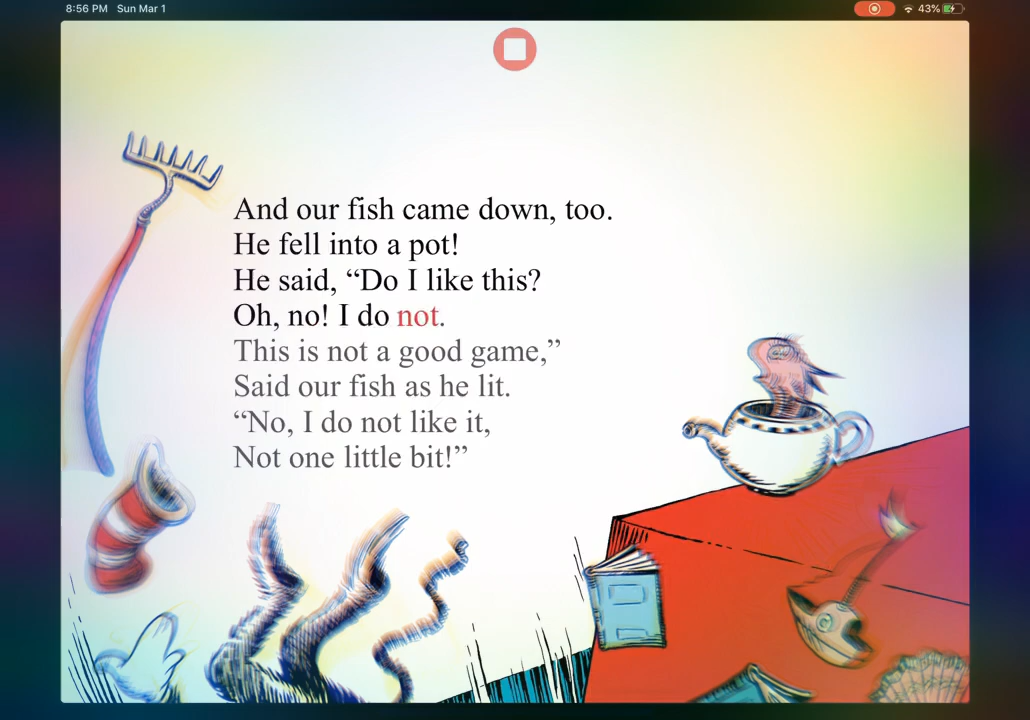 8:56 PM Sun Mar 1
43%
And our fish came down, too.
He fell into a pot!
He said, “Do I like this?
Oh, no! I do not.
This is not a good game,”
Said our fish as he lit.
“No, I do not like it,
Not one little bit!”